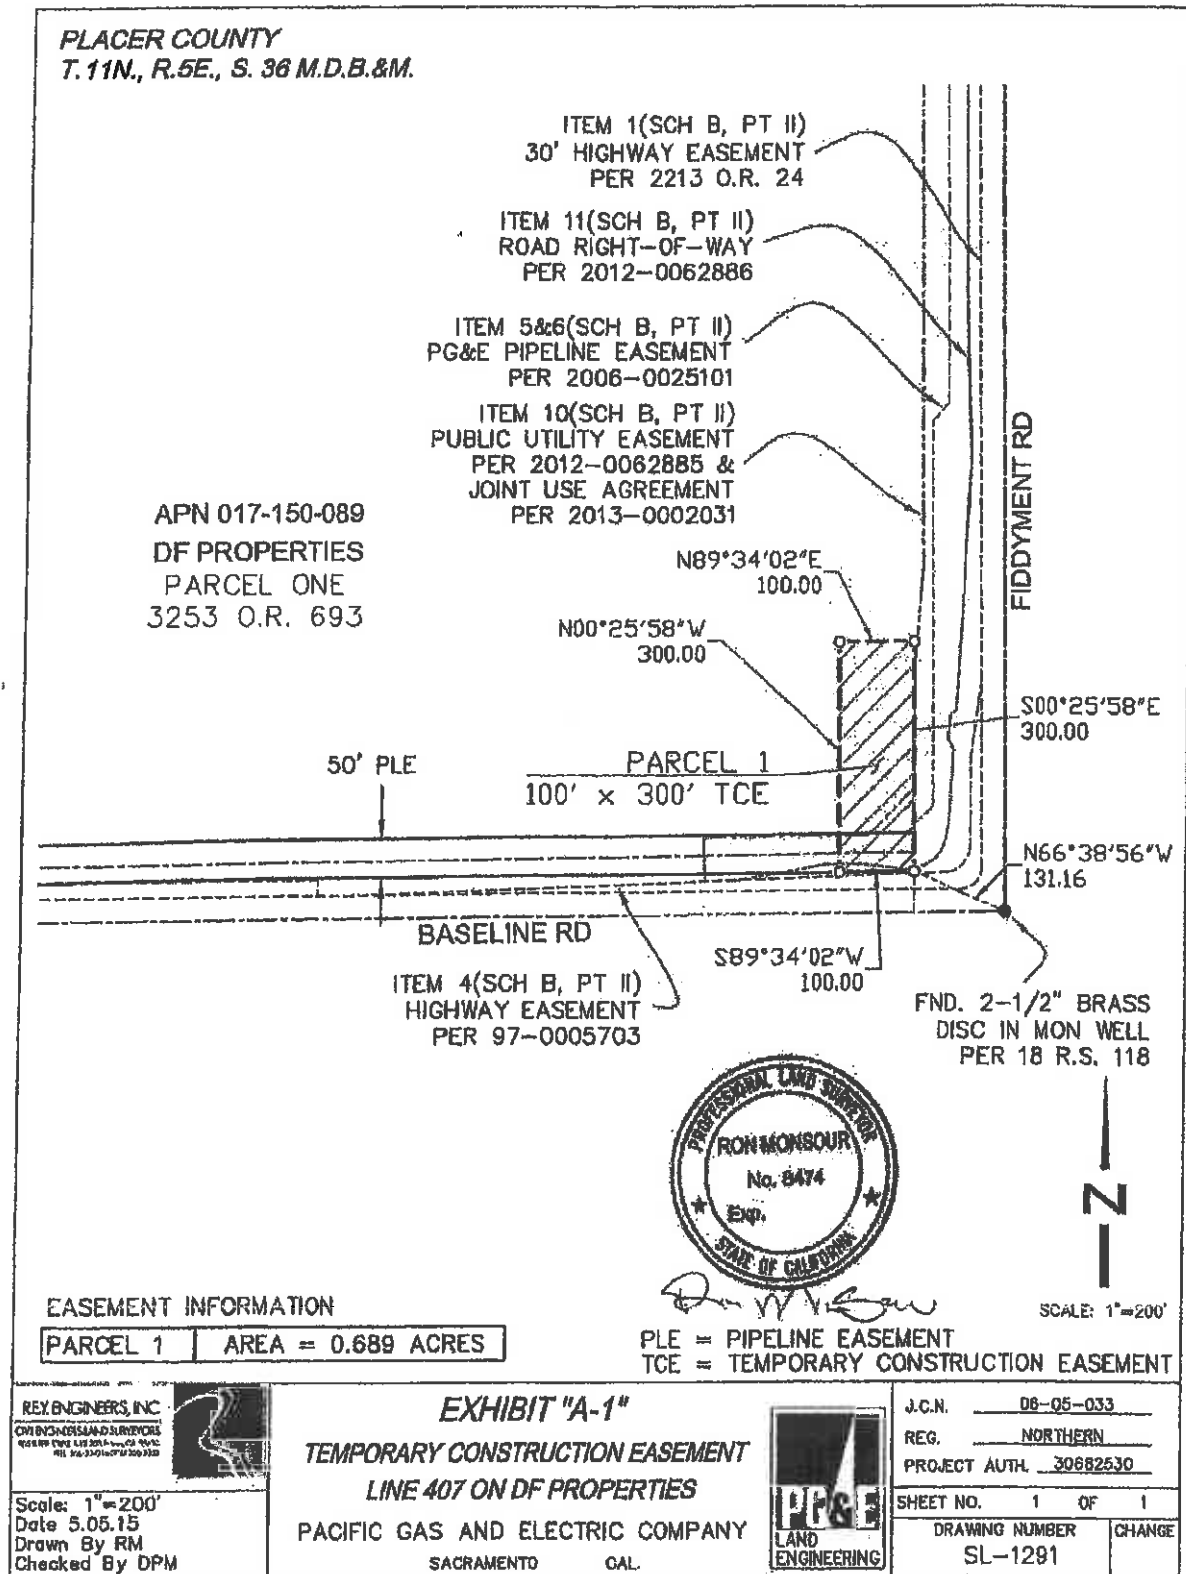 PLACER COUNTY
T.11N., R.5E., S. 36 M.D.B.&M.
ITEM 1(SCH B, PT II)
30' HIGHWAY EASEMENT
PER 2213 O.R. 24
ITEM 11(SCH B, PT II)
ROAD RIGHT-OF-WAY
PER 2012-0062886
ITEM 5&6(SCH B, PT II)
PG&E PIPELINE EASEMENT
PER 2006-0025101
ITEM 10(SCH B, PT II)
PUBLIC UTILITY EASEMENT
PER 2012-0062885 &
JOINT USE AGREEMENT
PER 2013-0002031
APN 017-150-089
DF PROPERTIES
PARCEL ONE
3253 O.R. 693
FIDDYMENT RD
N89°34'02"E
100.00
N00°25'58"W
300.00
S00°25'58"E
300.00
50' PLE
PARCEL 1
100' x 300' TCE
N66°38'56"W
131.16
BASELINE RD
S89°34'02"W
100.00
ITEM 4(SCH B, PT II)
HIGHWAY EASEMENT
PER 97-0005703
FND. 2-1/2" BRASS
DISC IN MON WELL
PER 18 R.S. 118
PROFESSIONAL LAND SURVEYOR
RON MONSOUR
No. 8474
Exp.
STATE OF CALIFORNIA
N
SCALE: 1"=200'
EASEMENT INFORMATION
PARCEL 1 AREA = 0.689 ACRES
PLE = PIPELINE EASEMENT
TCE = TEMPORARY CONSTRUCTION EASEMENT
REY ENGINEERS, INC
CIVIL ENGINEERS LAND SURVEYORS
Scale: 1"=200'
Date 5.05.15
Drawn By RM
Checked By DPM
EXHIBIT "A-1"
TEMPORARY CONSTRUCTION EASEMENT
LINE 407 ON DF PROPERTIES
PACIFIC GAS AND ELECTRIC COMPANY
SACRAMENTO CAL.
PG&E
LAND
ENGINEERING
J.C.N. 06-05-033
REG. NORTHERN
PROJECT AUTH. 30682530
SHEET NO. 1 OF 1
DRAWING NUMBER
SL-1291
CHANGE